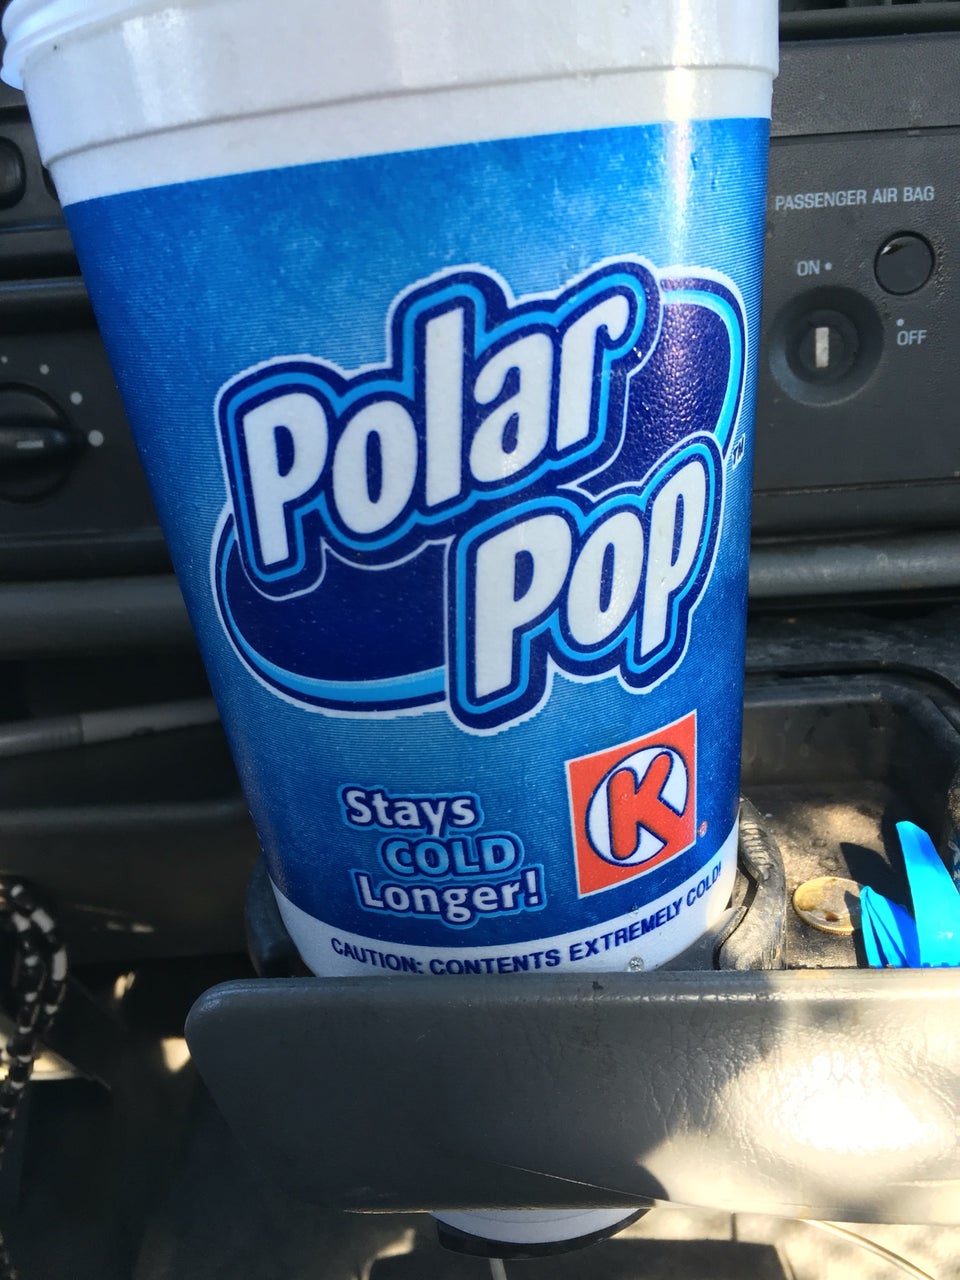 PASSENGER AIR BAG
ON
OFF
Polar
Pop
TM
K
Stays
COLD
Longer!
CAUTION: CONTENTS EXTREMELY COLD!